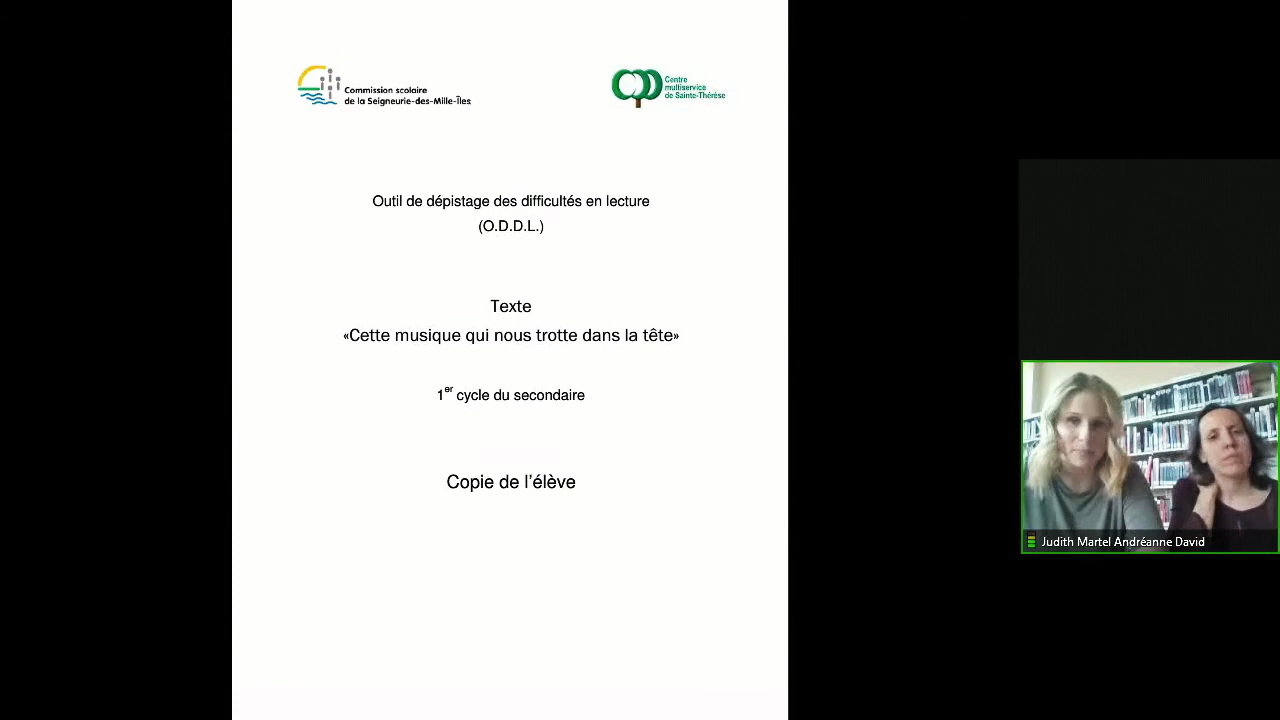 Commission scolaire
de la Seigneurie-des-Mille-Îles
Centre
multiservice
de Sainte-Thérèse
Outil de dépistage des difficultés en lecture
(O.D.D.L.)
Texte
«Cette musique qui nous trotte dans la tête»
1er cycle du secondaire
Copie de l'élève
Judith Martel Andréanne David